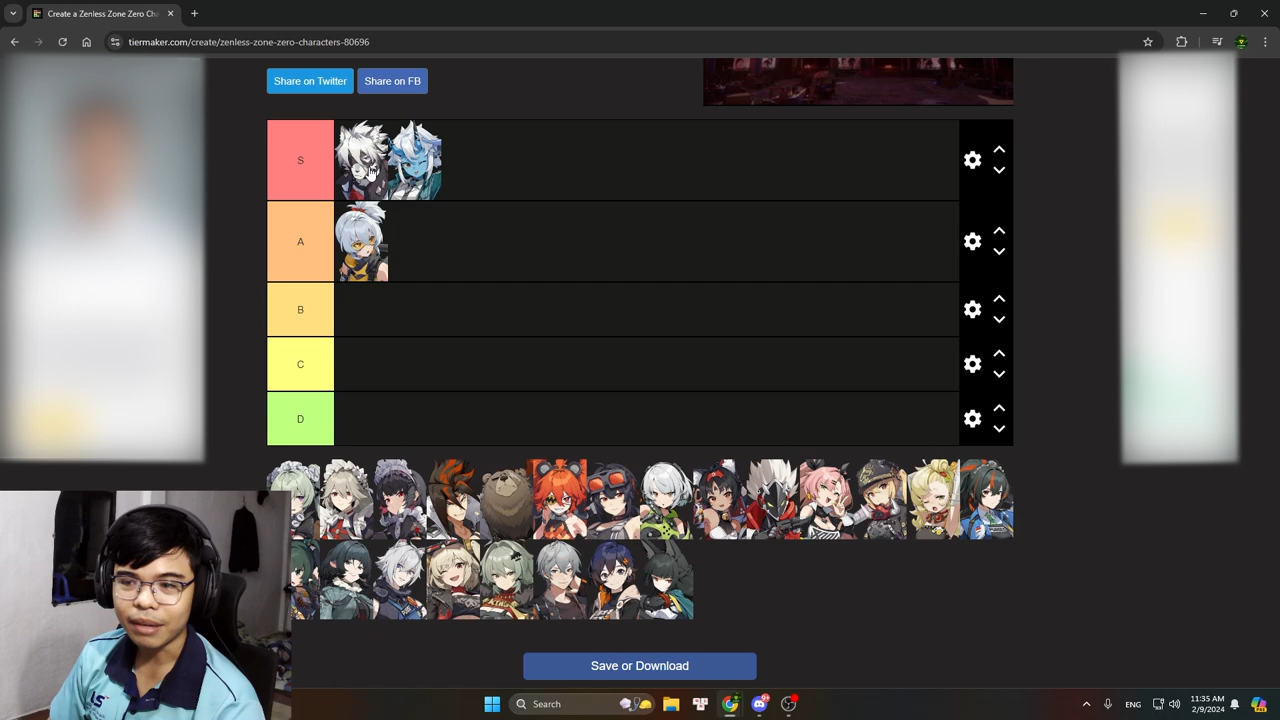 Create a Zenless Zone Zero Cha
tiermaker.com/create/zenless-zone-zero-characters-80696
Share on Twitter
Share on FB
S
A
B
C
D
Save or Download
Search
ENG
11:35 AM
2/9/2024